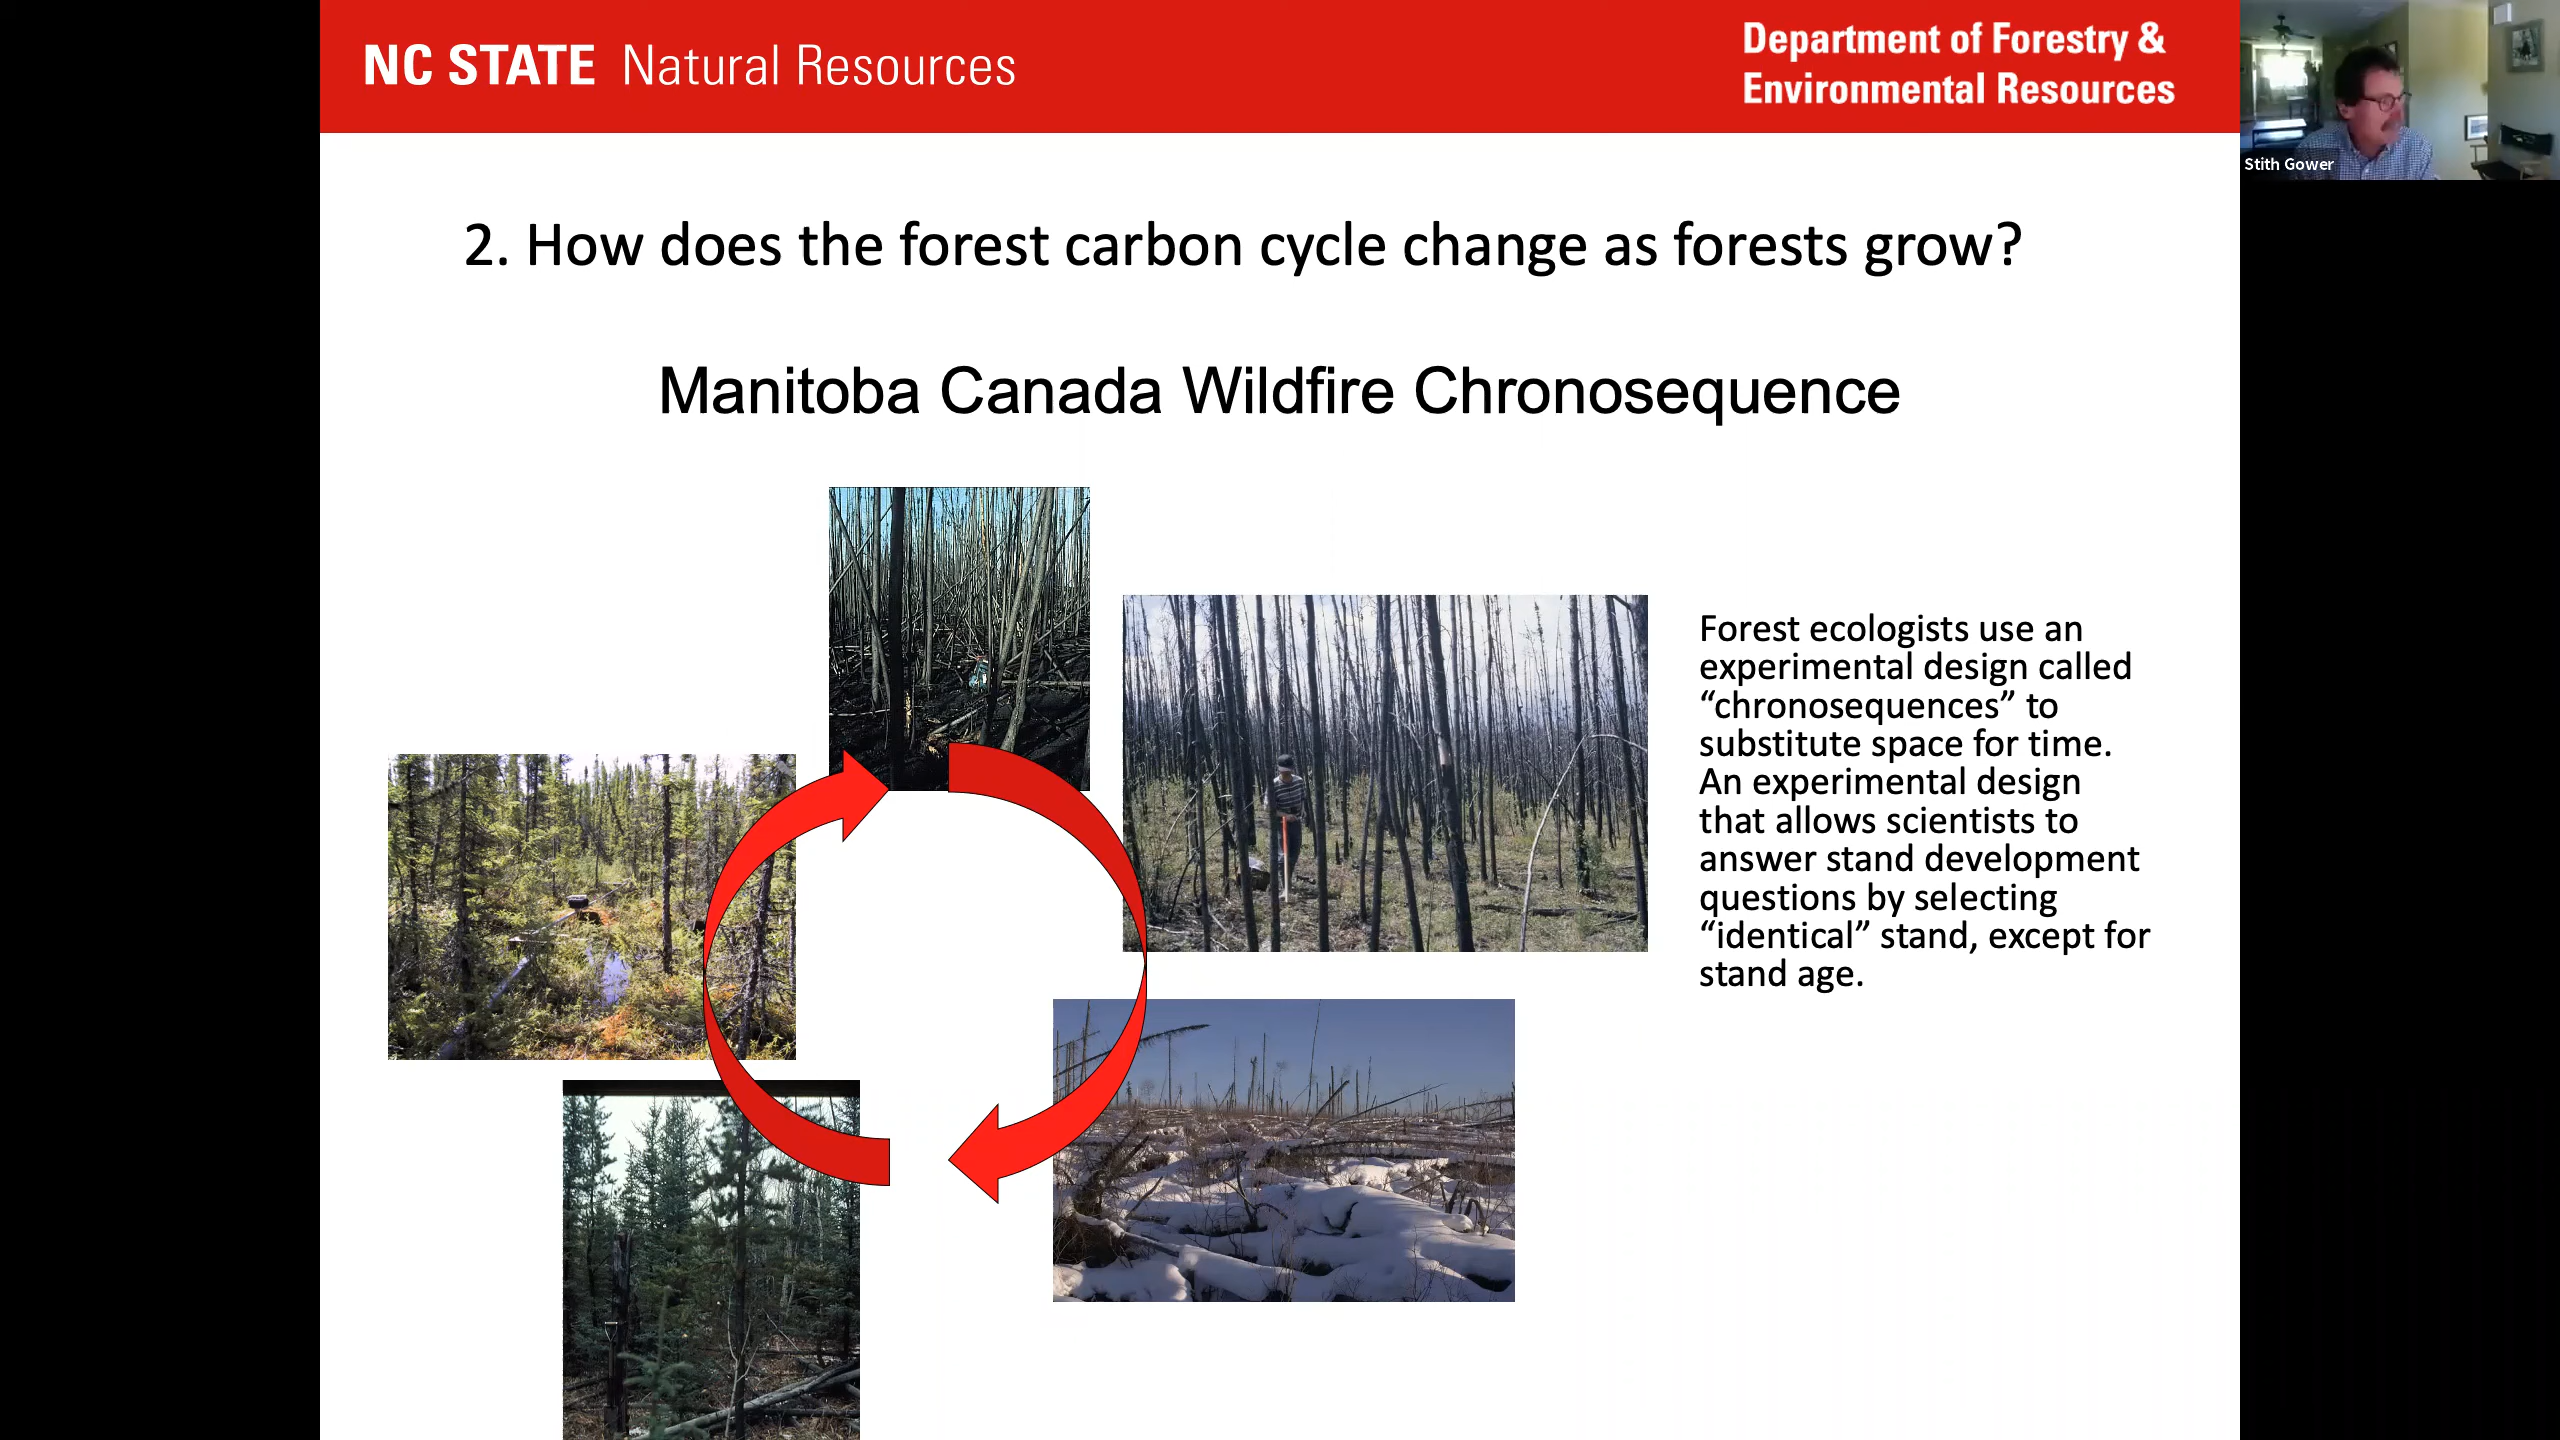 NC STATE Natural Resources
Department of Forestry &
Environmental Resources
Stith Gower
2. How does the forest carbon cycle change as forests grow?
Manitoba Canada Wildfire Chronosequence
Forest ecologists use an
experimental design called
“chronosequences” to
substitute space for time.
An experimental design
that allows scientists to
answer stand development
questions by selecting
“identical” stand, except for
stand age.